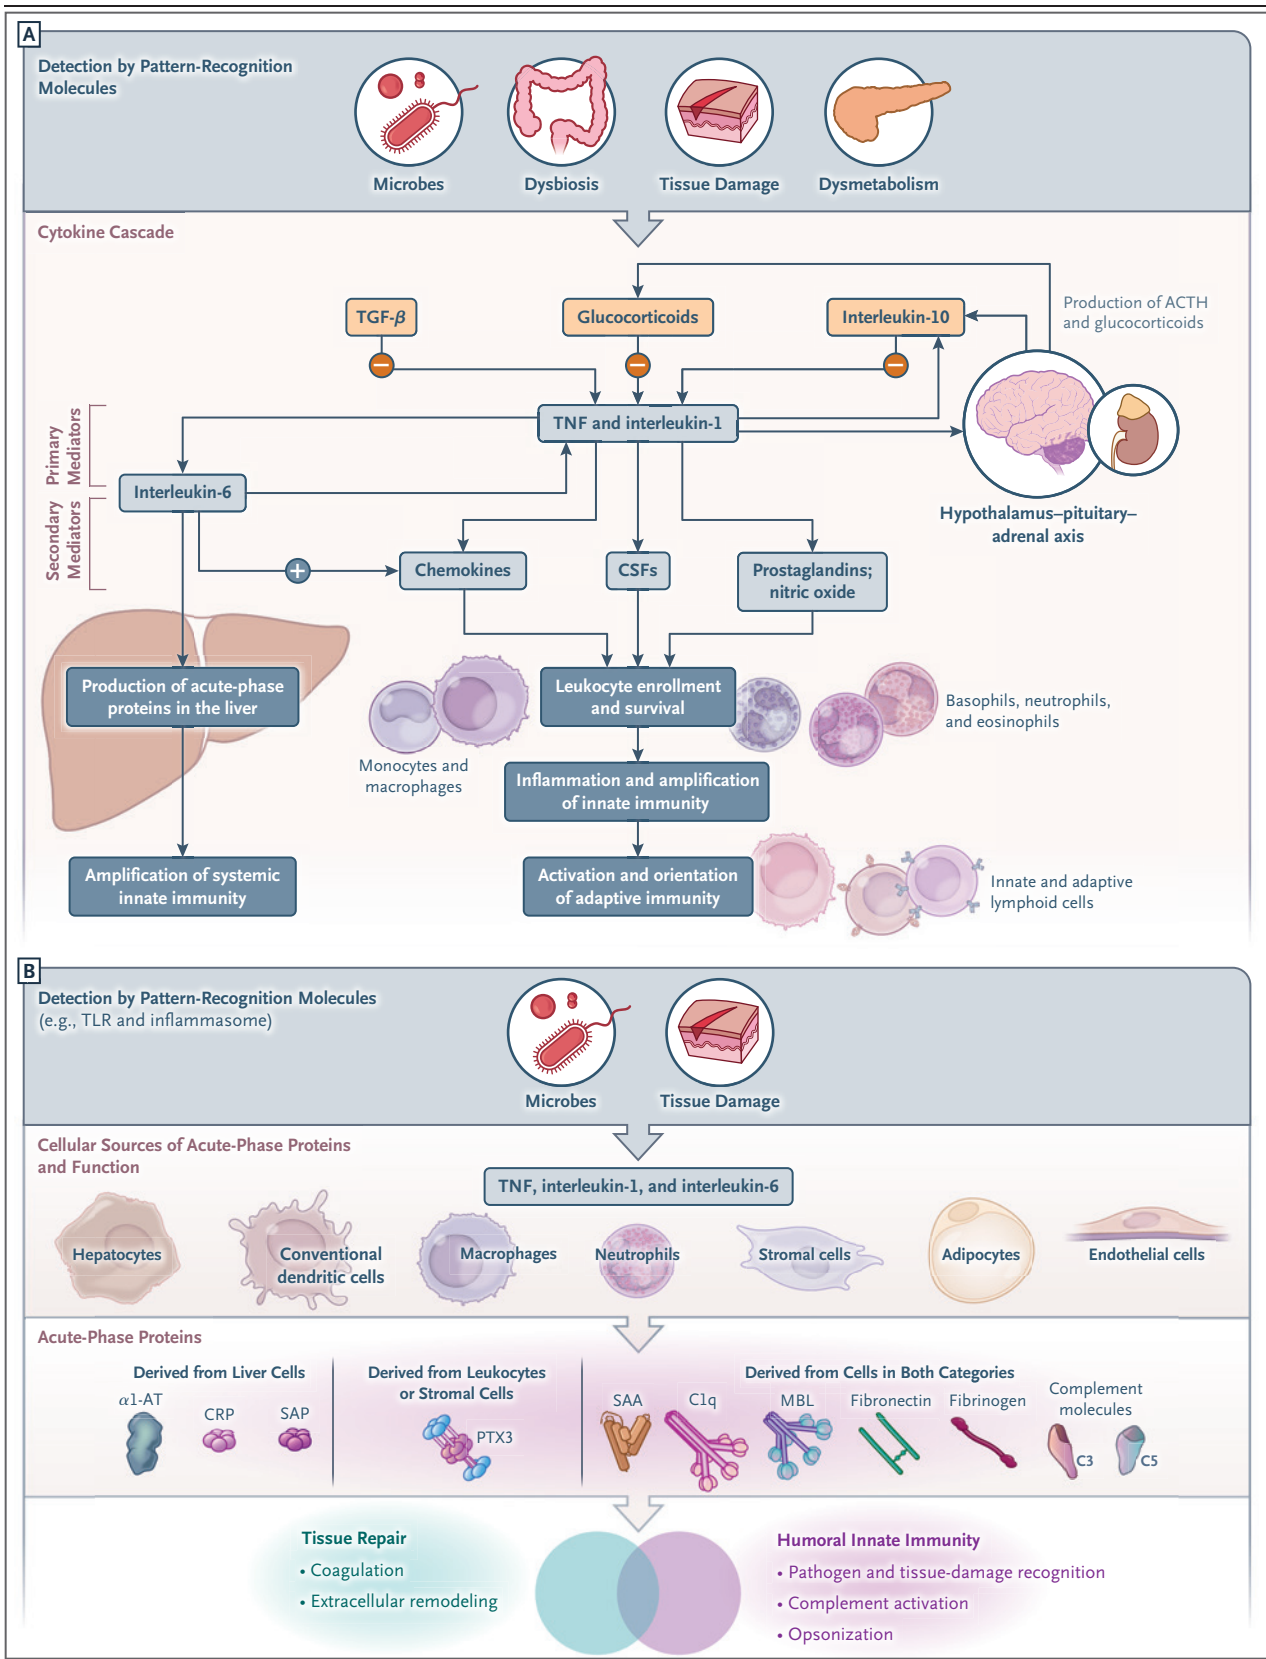 A
Detection by Pattern-Recognition
Molecules
Microbes
Dysbiosis
Tissue Damage
Dysmetabolism
Cytokine Cascade
TGF-β
Glucocorticoids
Interleukin-10
Production of ACTH
and glucocorticoids
−
−
−
Primary
Mediators
TNF and interleukin-1
Interleukin-6
Hypothalamus–pituitary–
adrenal axis
Secondary
Mediators
+
Chemokines
CSFs
Prostaglandins;
nitric oxide
Production of acute-phase
proteins in the liver
Leukocyte enrollment
and survival
Basophils, neutrophils,
and eosinophils
Monocytes and
macrophages
Inflammation and amplification
of innate immunity
Amplification of systemic
innate immunity
Activation and orientation
of adaptive immunity
Innate and adaptive
lymphoid cells
B
Detection by Pattern-Recognition Molecules
(e.g., TLR and inflammasome)
Microbes
Tissue Damage
Cellular Sources of Acute-Phase Proteins
and Function
TNF, interleukin-1, and interleukin-6
Hepatocytes
Conventional
dendritic cells
Macrophages
Neutrophils
Stromal cells
Adipocytes
Endothelial cells
Acute-Phase Proteins
Derived from Liver Cells
α1-AT
CRP
SAP
Derived from Leukocytes
or Stromal Cells
PTX3
Derived from Cells in Both Categories
SAA
C1q
MBL
Fibronectin
Fibrinogen
Complement
molecules
C3
C5
Tissue Repair
• Coagulation
• Extracellular remodeling
Humoral Innate Immunity
• Pathogen and tissue-damage recognition
• Complement activation
• Opsonization